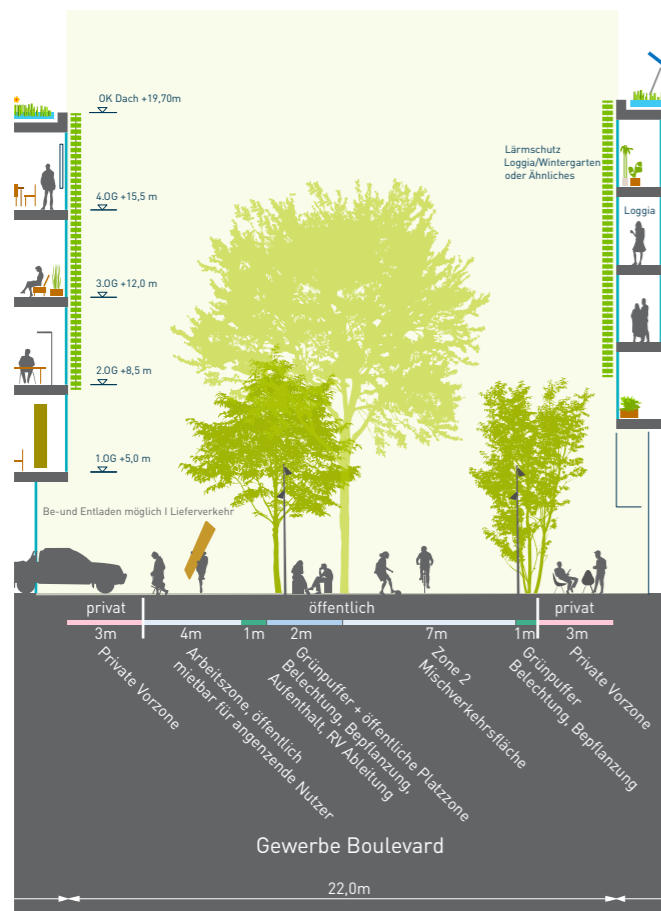 OK Dach +19,70m
Lärmschutz
Loggia/Wintergarten
oder Ähnliches
4.OG +15,5 m
Loggia
3.OG +12,0 m
2.OG +8,5 m
1.OG +5,0 m
Be-und Entladen möglich I Lieferverkehr
privat
öffentlich
privat
3m
4m
1m
2m
7m
1m
3m
Private Vorzone
Arbeitszone, öffentlich
mietbar für angenzende Nutzer
Grünpuffer + öffentliche Platzzone
Belechtung, Bepflanzung,
Aufenthalt, RV Ableitung
Zone 2
Mischverkehrsfläche
Grünpuffer
Belechtung, Bepflanzung
Private Vorzone
Gewerbe Boulevard
22,0m